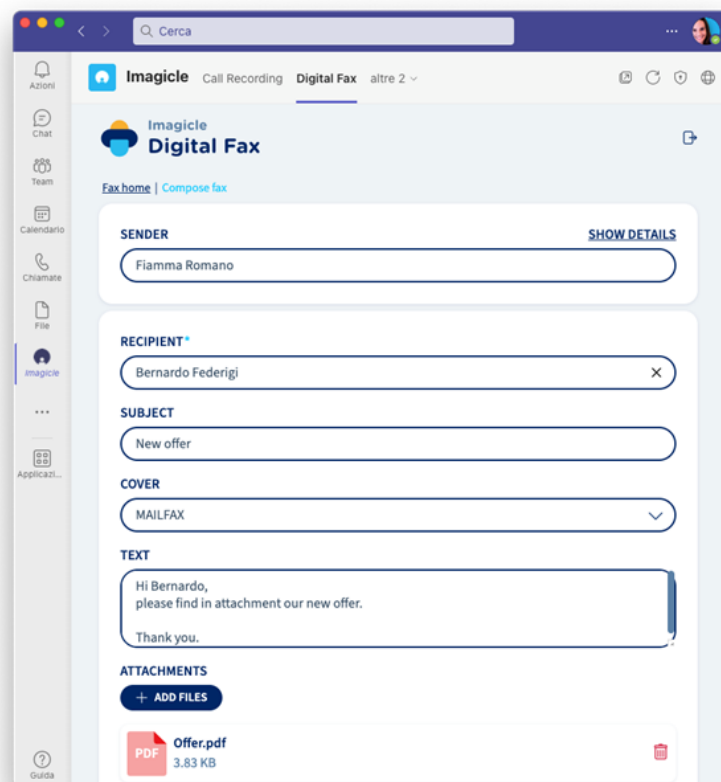 Cerca
Azioni
Chat
Team
Calendario
Chiamate
File
Imagicle
Applicazi...
Guida
Imagicle Call Recording Digital Fax altre 2
Imagicle
Digital Fax
Fax home | Compose fax
SENDER SHOW DETAILS
Fiamma Romano
RECIPIENT*
Bernardo Federigi
SUBJECT
New offer
COVER
MAILFAX
TEXT
Hi Bernardo,
please find in attachment our new offer.
Thank you.
ATTACHMENTS
+ ADD FILES
PDF
Offer.pdf
3.83 KB